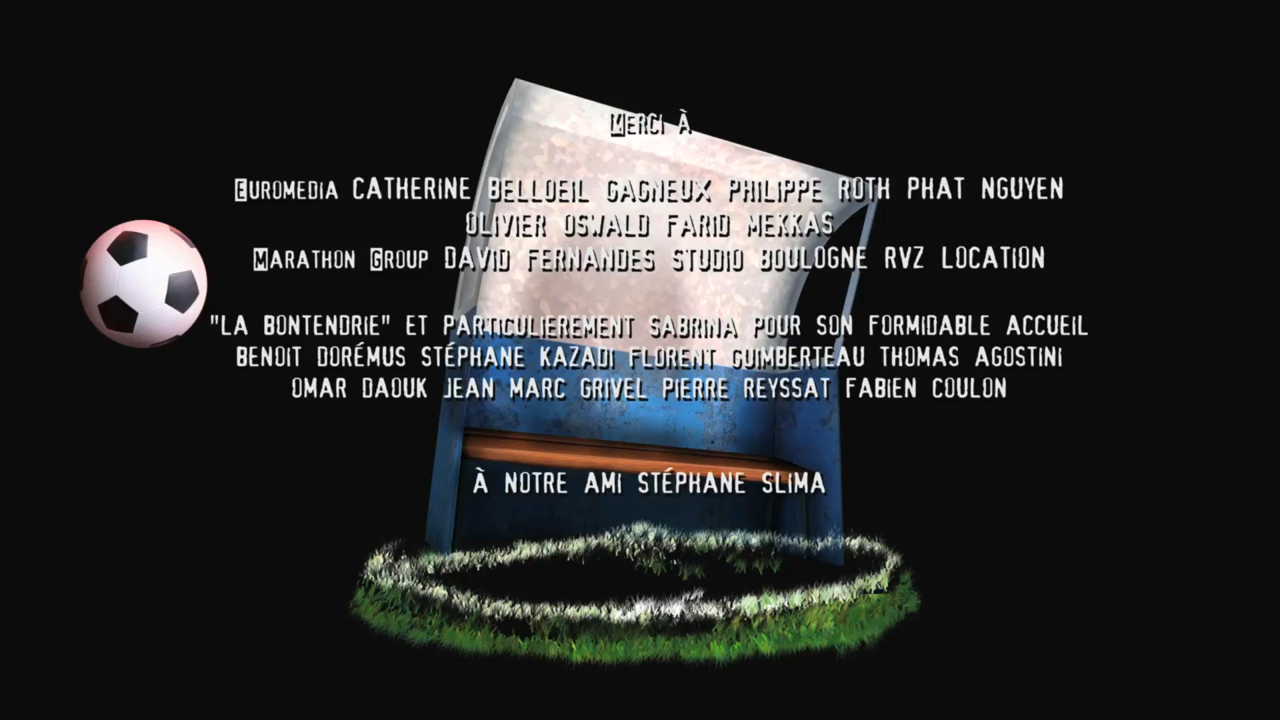 Merci À
Euromedia CATHERINE BELLOEIL GAGNEUX PHILIPPE ROTH PHAT NGUYEN
OLIVIER OSWALD FARID MEKKAS
Marathon Group DAVID FERNANDES STUDIO BOULOGNE RVZ LOCATION
"LA BONTENDRIE" ET PARTICULIEREMENT SABRINA POUR SON FORMIDABLE ACCUEIL
BENOIT DORÉMUS STÉPHANE KAZADI FLORENT GUIMBERTEAU THOMAS AGOSTINI
OMAR DAOUK JEAN MARC GRIVEL PIERRE REYSSAT FABIEN COULON
À NOTRE AMI STÉPHANE SLIMA